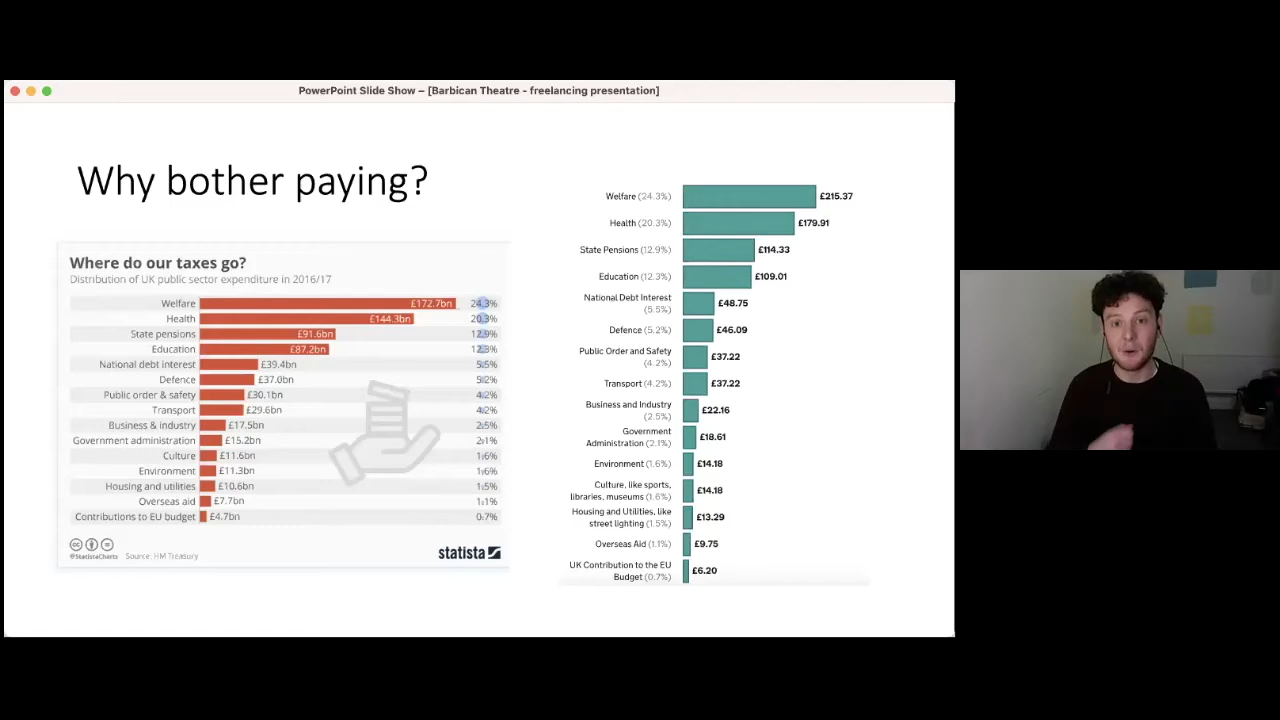 PowerPoint Slide Show – [Barbican Theatre - freelancing presentation]
Why bother paying?
Where do our taxes go?
Distribution of UK public sector expenditure in 2016/17
Welfare £172.7bn 24.3%
Health £144.3bn 20.3%
State pensions £91.6bn 12.9%
Education £87.2bn 12.3%
National debt interest £39.4bn 5.5%
Defence £37.0bn 5.2%
Public order & safety £30.1bn 4.2%
Transport £29.6bn 4.2%
Business & industry £17.5bn 2.5%
Government administration £15.2bn 2.1%
Culture £11.6bn 1.6%
Environment £11.3bn 1.6%
Housing and utilities £10.6bn 1.5%
Overseas aid £7.7bn 1.1%
Contributions to EU budget £4.7bn 0.7%
@StatistaCharts Source: HM Treasury
statista
Welfare (24.3%) £215.37
Health (20.3%) £179.91
State Pensions (12.9%) £114.33
Education (12.3%) £109.01
National Debt Interest
(5.5%) £48.75
Defence (5.2%) £46.09
Public Order and Safety
(4.2%) £37.22
Transport (4.2%) £37.22
Business and Industry
(2.5%) £22.16
Government
Administration (2.1%) £18.61
Environment (1.6%) £14.18
Culture, like sports,
libraries, museums (1.6%) £14.18
Housing and Utilities, like
street lighting (1.5%) £13.29
Overseas Aid (1.1%) £9.75
UK Contribution to the EU
Budget (0.7%) £6.20